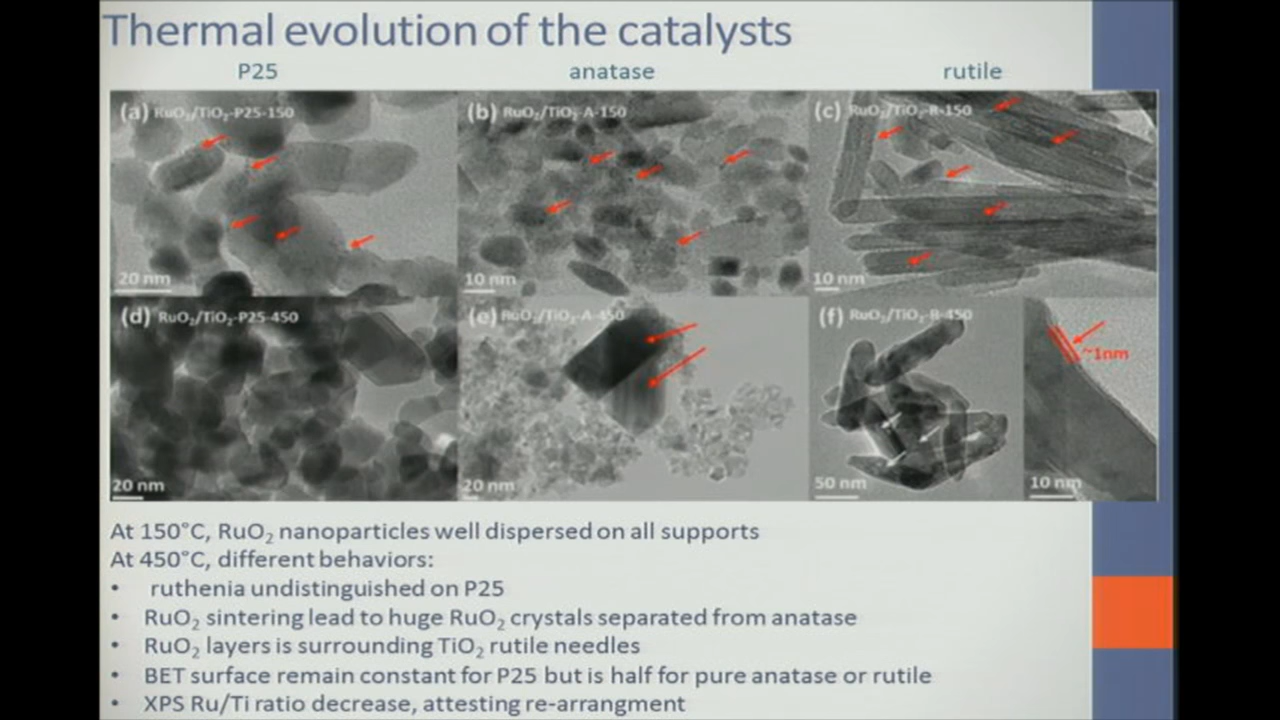 Thermal evolution of the catalysts
P25 anatase rutile
(a) RuO₂/TiO₂-P25-150
(b) RuO₂/TiO₂-A-150
(c) RuO₂/TiO₂-R-150
20 nm
10 nm
10 nm
(d) RuO₂/TiO₂-P25-450
(e) RuO₂/TiO₂-A-450
(f) RuO₂/TiO₂-R-450
~1nm
20 nm
20 nm
50 nm
10 nm
At 150°C, RuO₂ nanoparticles well dispersed on all supports
At 450°C, different behaviors:
• ruthenia undistinguished on P25
• RuO₂ sintering lead to huge RuO₂ crystals separated from anatase
• RuO₂ layers is surrounding TiO₂ rutile needles
• BET surface remain constant for P25 but is half for pure anatase or rutile
• XPS Ru/Ti ratio decrease, attesting re-arrangment